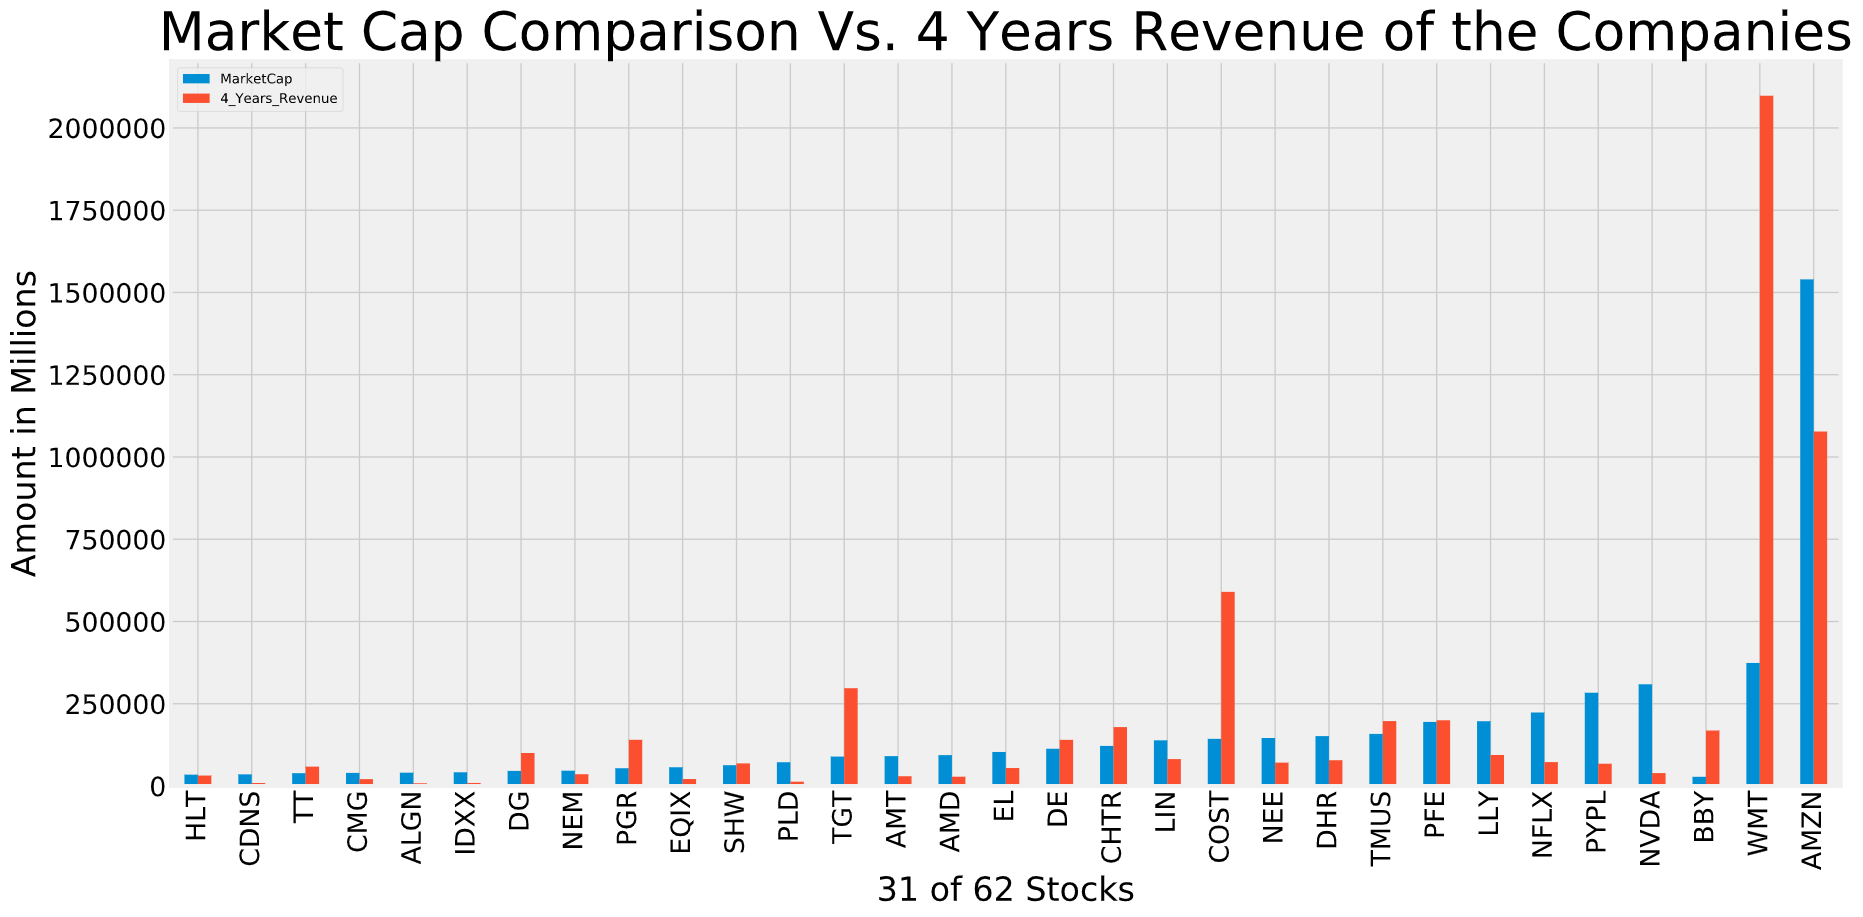 Market Cap Comparison Vs. 4 Years Revenue of the Companies
MarketCap
4_Years_Revenue
2000000
1750000
1500000
1250000
1000000
750000
500000
250000
0
Amount in Millions
HLT
CDNS
TT
CMG
ALGN
IDXX
DG
NEM
PGR
EQIX
SHW
PLD
TGT
AMT
AMD
EL
DE
CHTR
LIN
COST
NEE
DHR
TMUS
PFE
LLY
NFLX
PYPL
NVDA
BBY
WMT
AMZN
31 of 62 Stocks